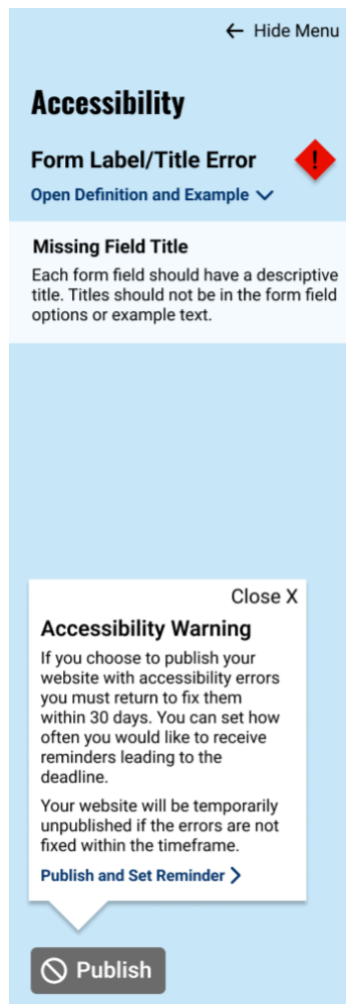 ← Hide Menu
Accessibility
Form Label/Title Error
!
Open Definition and Example
Missing Field Title
Each form field should have a descriptive
title. Titles should not be in the form field
options or example text.
Close X
Accessibility Warning
If you choose to publish your
website with accessibility errors
you must return to fix them
within 30 days. You can set how
often you would like to receive
reminders leading to the
deadline.
Your website will be temporarily
unpublished if the errors are not
fixed within the timeframe.
Publish and Set Reminder
Publish